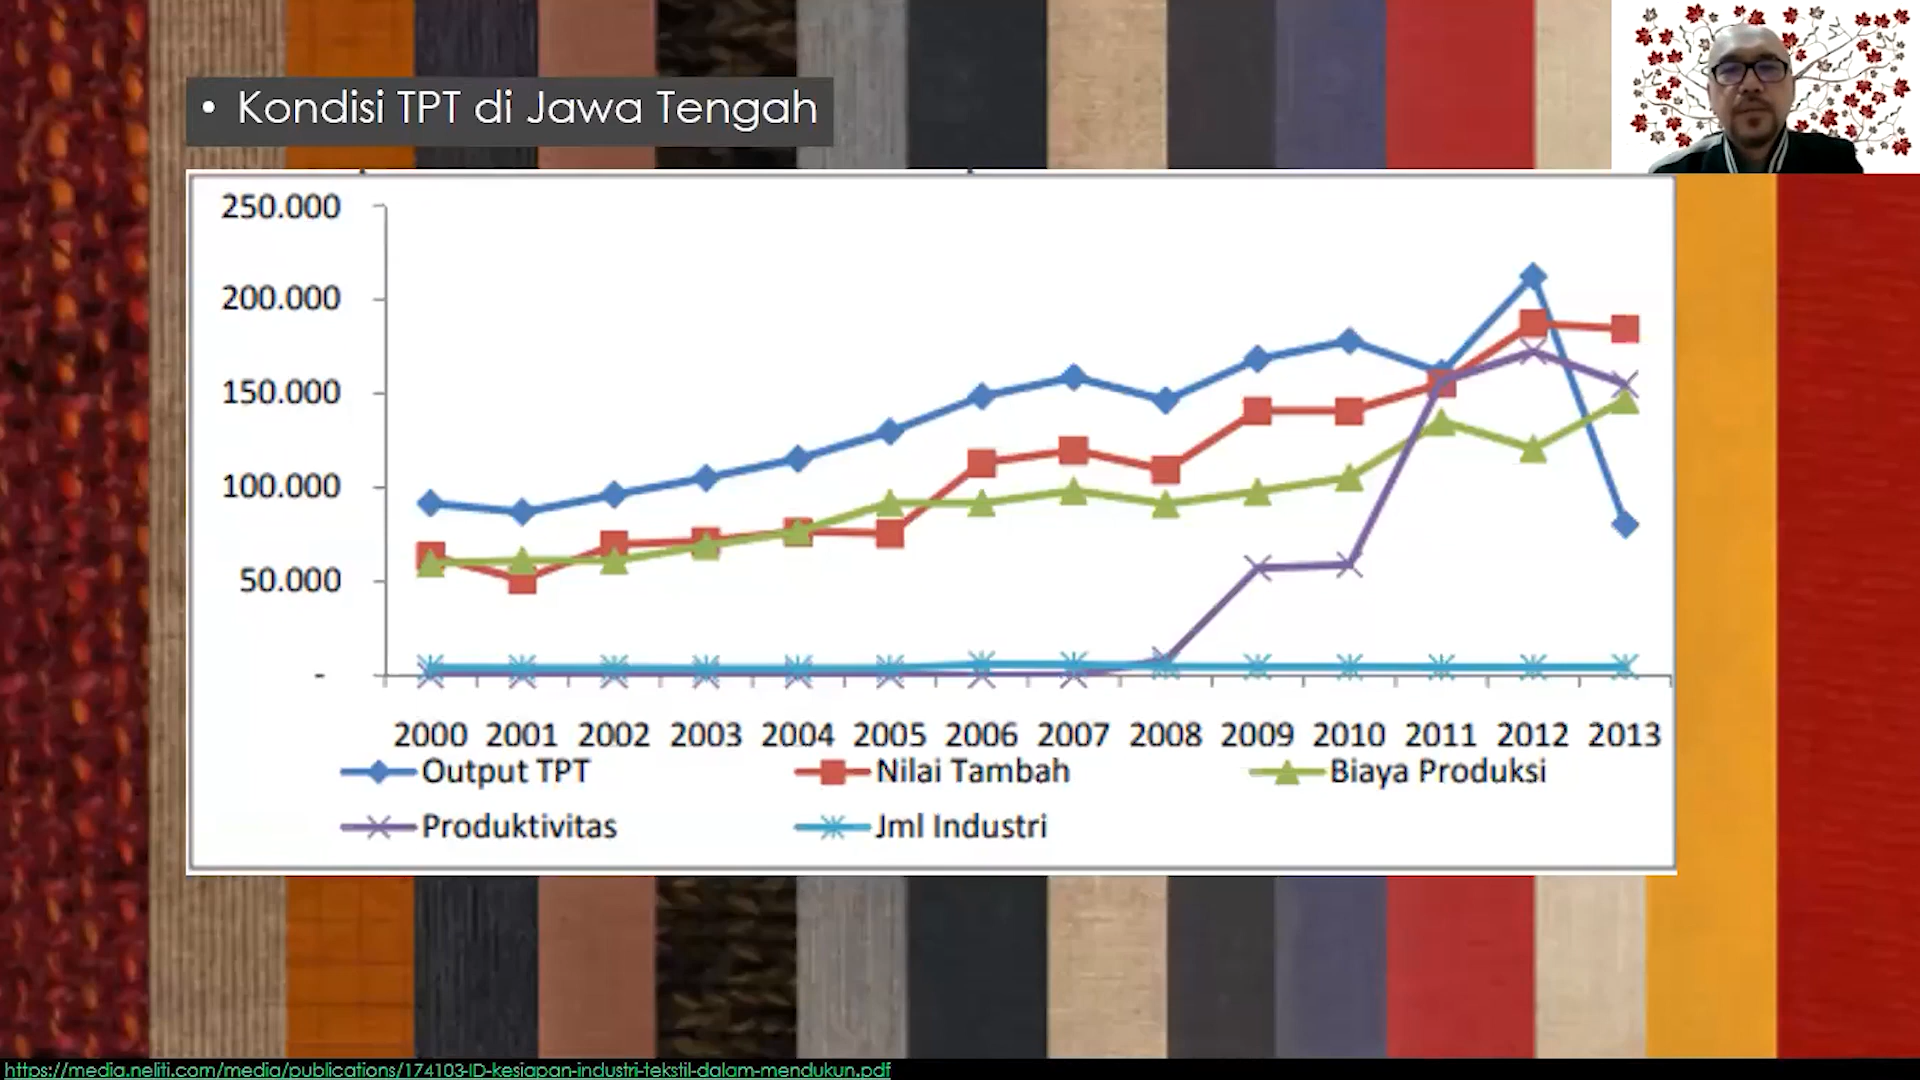 • Kondisi TPT di Jawa Tengah
250.000
200.000
150.000
100.000
50.000
-
2000 2001 2002 2003 2004 2005 2006 2007 2008 2009 2010 2011 2012 2013
Output TPT Nilai Tambah Biaya Produksi
Produktivitas Jml Industri
https://media.neliti.com/media/publications/174103-ID-kesiapan-industri-tekstil-dalam-mendukun.pdf